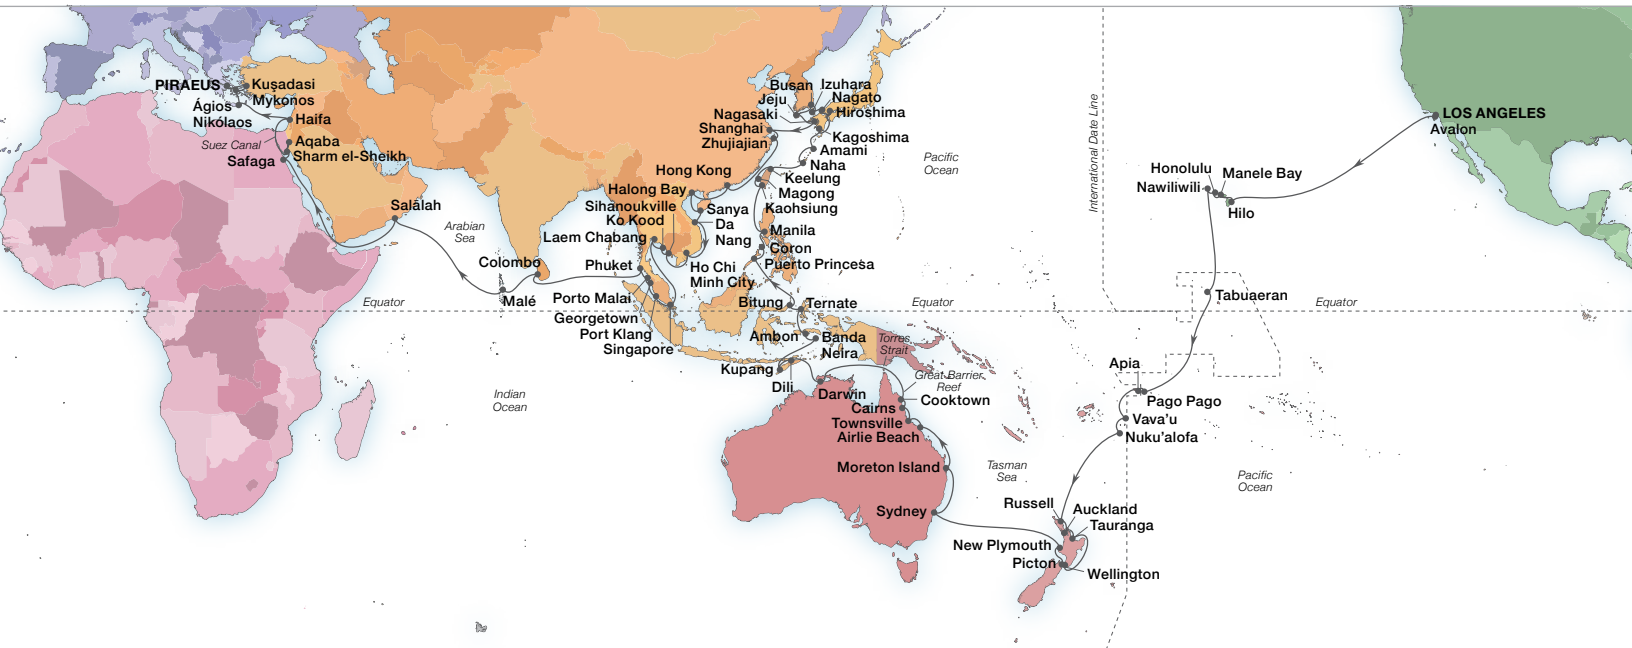 PIRAEUS
Kuşadasi
Mykonos
Ágios
Nikólaos
Haifa
Suez Canal
Aqaba
Safaga
Sharm el-Sheikh
Salâlah
Arabian
Sea
Colombo
Malé
Equator
Indian
Ocean
Busan
Izuhara
Jeju
Nagato
Nagasaki
Hiroshima
Shanghai
Zhujiajian
Kagoshima
Amami
Naha
Hong Kong
Keelung
Halong Bay
Magong
Sihanoukville
Sanya
Kaohsiung
Ko Kood
Da
Nang
Laem Chabang
Manila
Coron
Phuket
Ho Chi
Minh City
Puerto Princesa
Porto Malai
Bitung
Ternate
Georgetown
Port Klang
Singapore
Ambon
Banda
Neira
Torres
Strait
Kupang
Dili
Darwin
Great Barrier
Reef
Cooktown
Cairns
Townsville
Airlie Beach
Moreton Island
Sydney
Pacific
Ocean
Equator
International Date Line
LOS ANGELES
Avalon
Honolulu
Manele Bay
Nawiliwili
Hilo
Tabuaeran
Equator
Apia
Pago Pago
Vava’u
Nuku’alofa
Tasman
Sea
Pacific
Ocean
Russell
Auckland
Tauranga
New Plymouth
Picton
Wellington